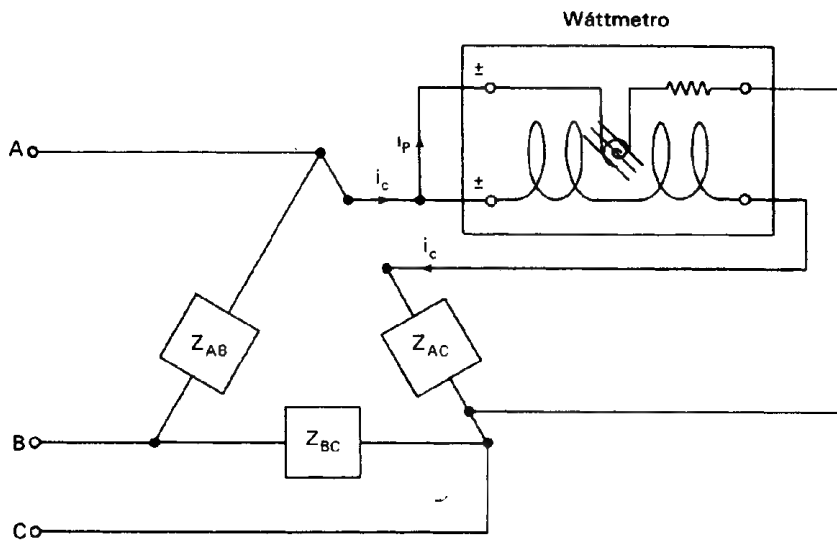 Wáttmetro
±
A
i_p
i_c
±
i_c
Z_AB
Z_AC
B
Z_BC
C